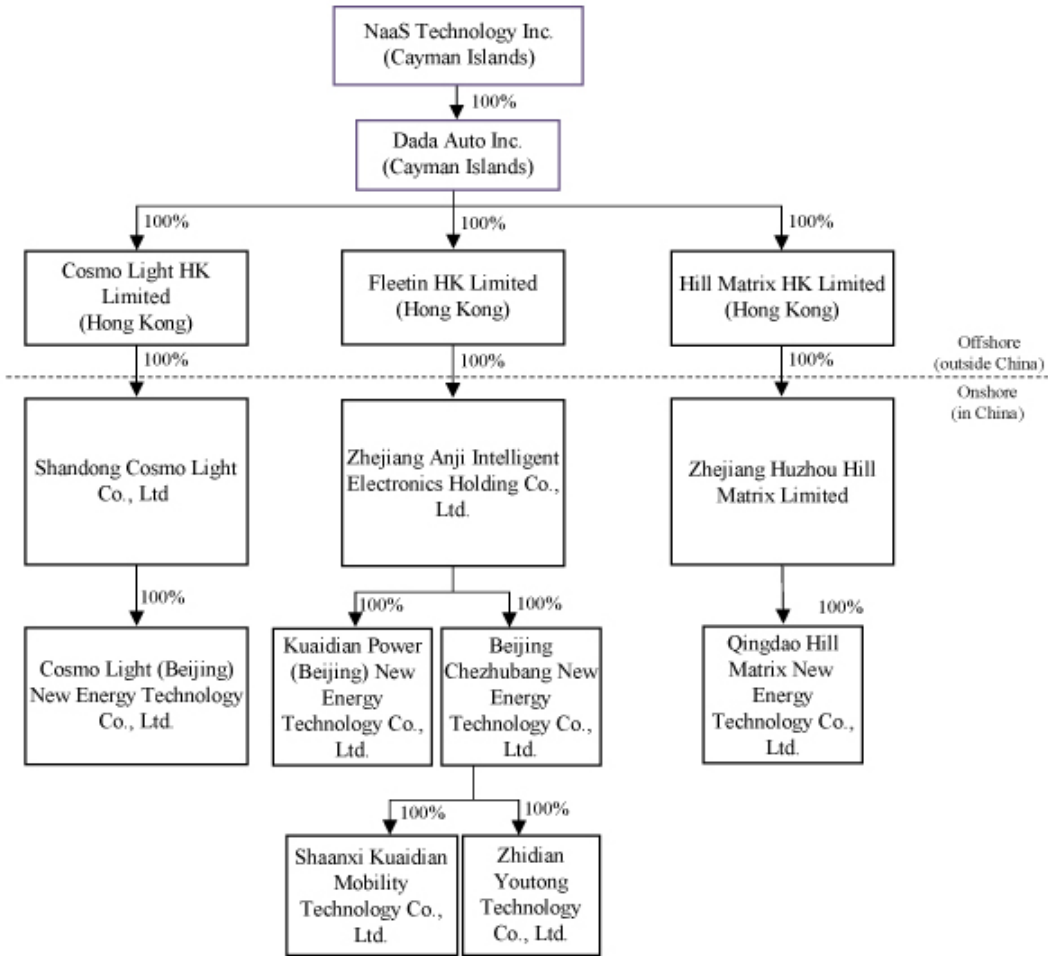 NaaS Technology Inc.
(Cayman Islands)
100%
Dada Auto Inc.
(Cayman Islands)
100%
100%
100%
Cosmo Light HK
Limited
(Hong Kong)
Fleetin HK Limited
(Hong Kong)
Hill Matrix HK Limited
(Hong Kong)
100%
100%
100%
Offshore
(outside China)
Onshore
(in China)
Shandong Cosmo Light
Co., Ltd
Zhejiang Anji Intelligent
Electronics Holding Co.,
Ltd.
Zhejiang Huzhou Hill
Matrix Limited
100%
100%
100%
100%
Cosmo Light (Beijing)
New Energy Technology
Co., Ltd.
Kuaidian Power
(Beijing) New
Energy
Technology Co.,
Ltd.
Beijing
Chezhubang New
Energy
Technology Co.,
Ltd.
Qingdao Hill
Matrix New
Energy
Technology Co.,
Ltd.
100%
100%
Shaanxi Kuaidian
Mobility
Technology Co.,
Ltd.
Zhidian
Youtong
Technology
Co., Ltd.